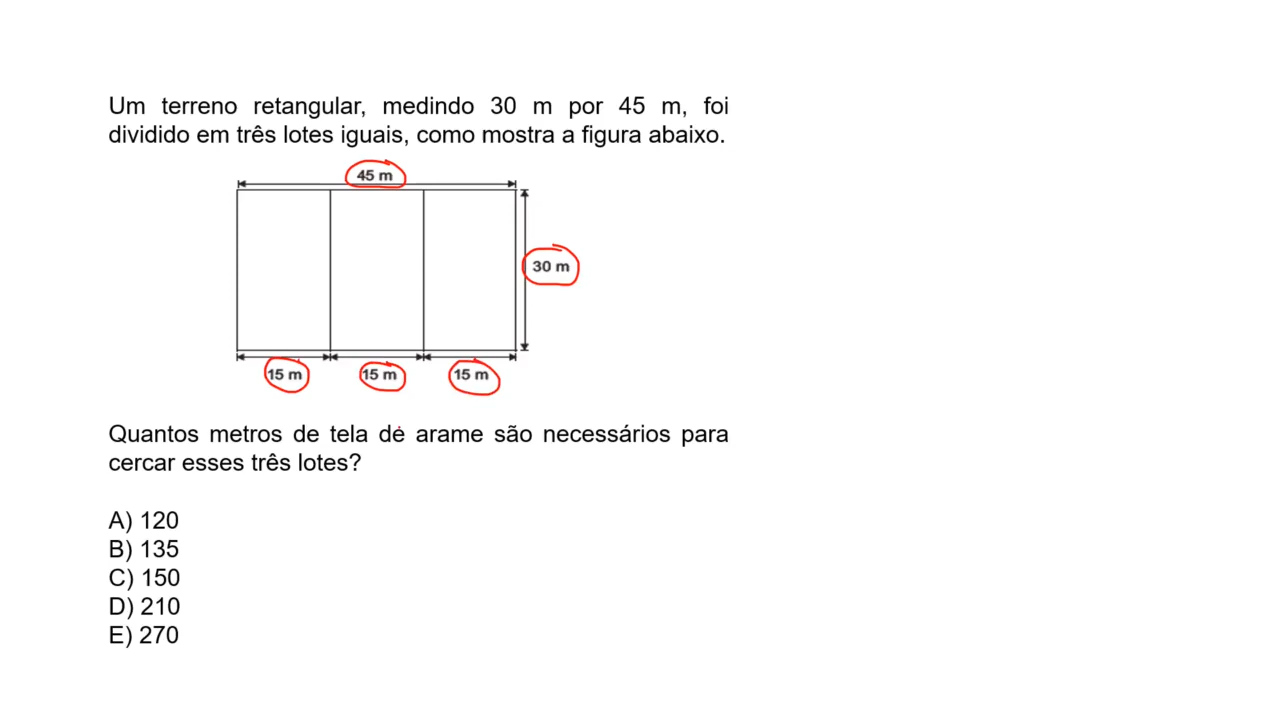 Um terreno retangular, medindo 30 m por 45 m, foi
dividido em três lotes iguais, como mostra a figura abaixo.
45 m
30 m
15 m 15 m 15 m
Quantos metros de tela de arame são necessários para
cercar esses três lotes?
A) 120
B) 135
C) 150
D) 210
E) 270